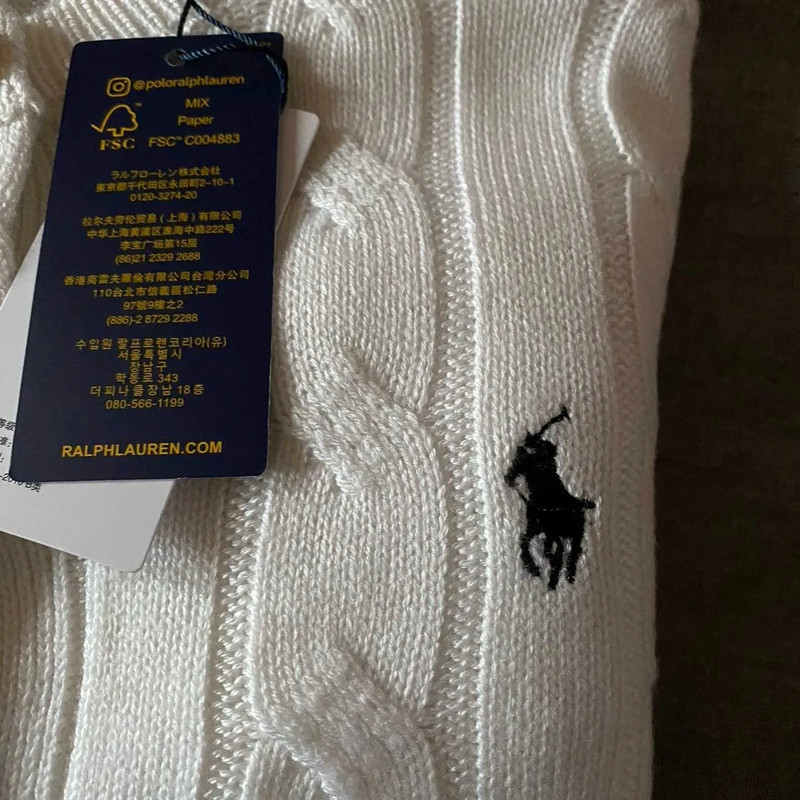 @poloralphlauren
MIX
Paper
FSC
FSC™ C004883
ラルフローレン株式会社
東京都千代田区永田町2-10-1
0120-3274-20
拉尔夫劳伦贸易（上海）有限公司
中华上海黄浦区淮海中路222号
李宝广场第15层
(86)21 2329 2688
香港商雷夫羅倫有限公司台湾分公司
110台北市信義區松仁路
97號9樓之2
(886)-2 8729 2288
수입원 랄프로렌코리아(유)
서울특별시
장남구
학동로 343
더피나클장남 18층
080-566-1199
RALPHLAUREN.COM